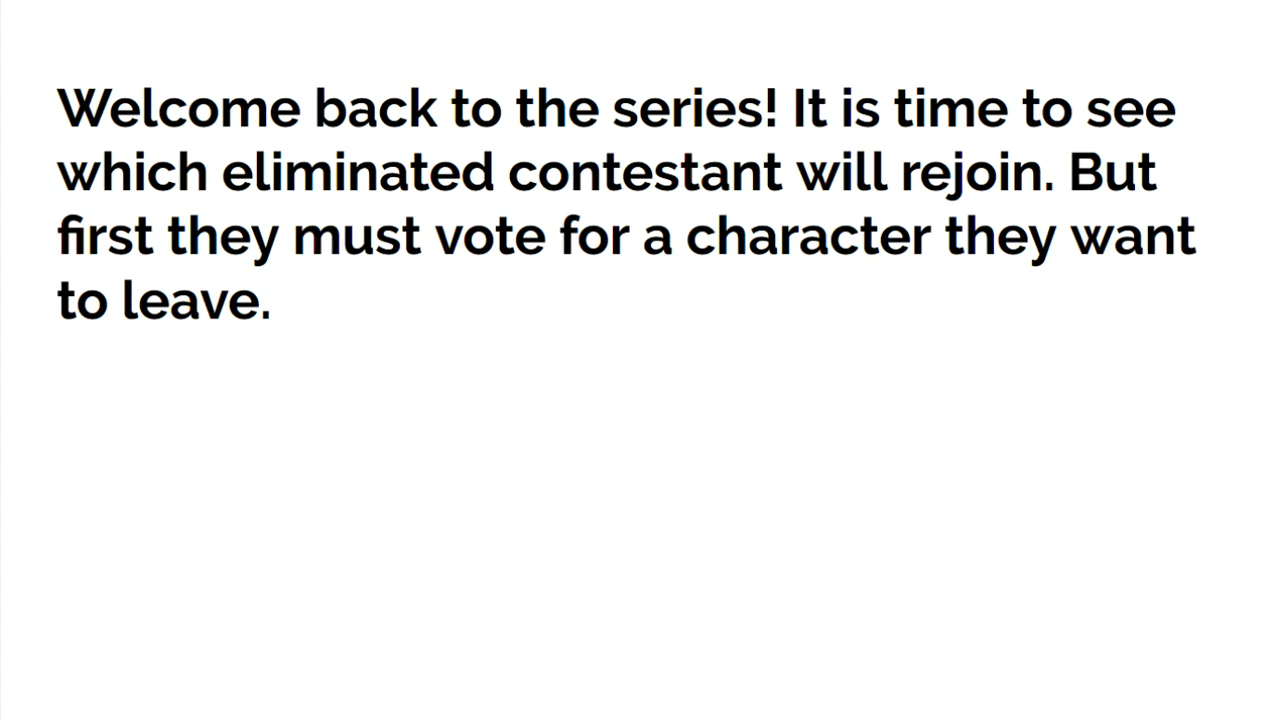 Welcome back to the series! It is time to see
which eliminated contestant will rejoin. But
first they must vote for a character they want
to leave.